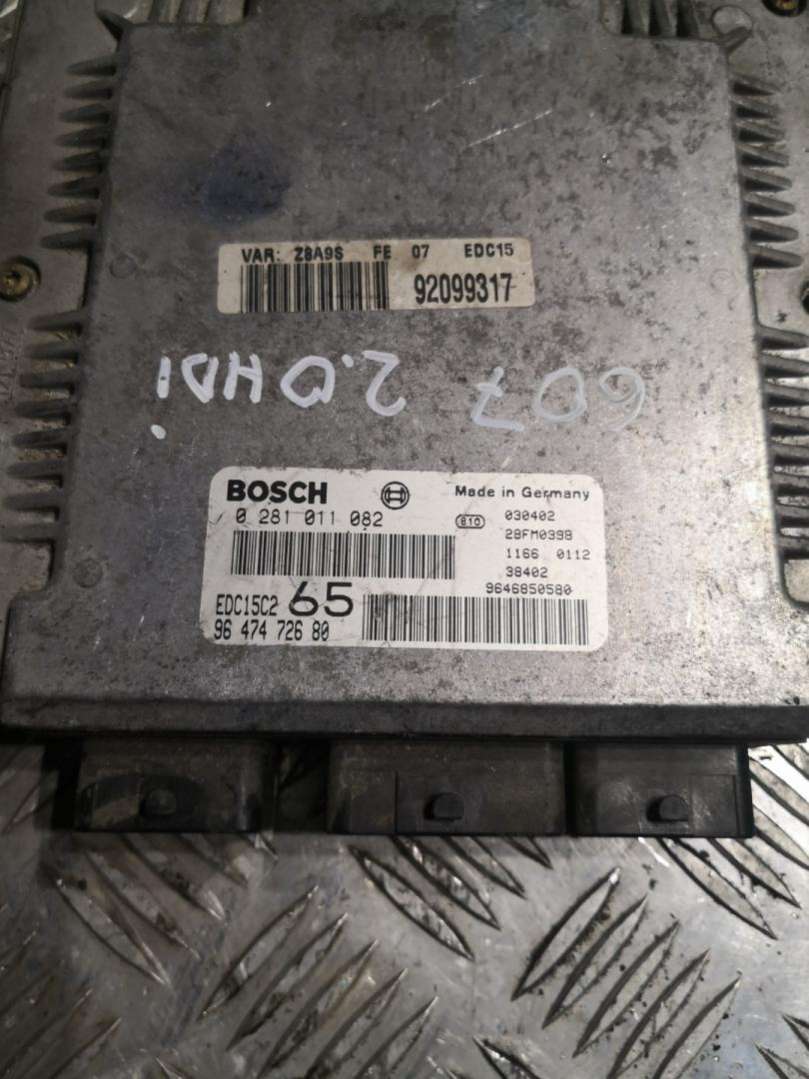 VAR: Z8A9S FE 07 EDC15
92099317
607 2.0HDi
BOSCH Made in Germany
0 281 011 082 e10 030402
28FM0398
1166 0112
38402
9646850580
EDC15C2 65
96 474 726 80